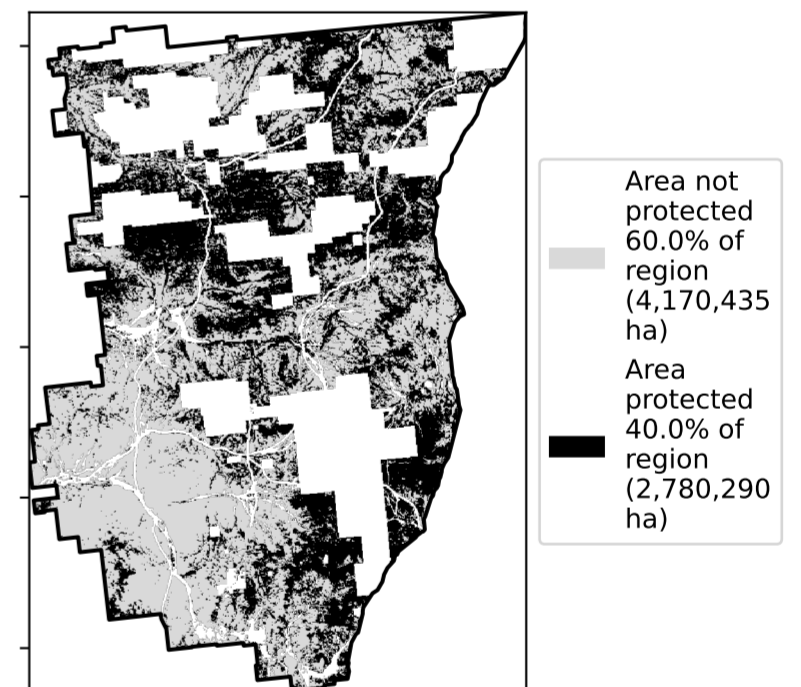 Area not
protected
60.0% of
region
(4,170,435
ha)
Area
protected
40.0% of
region
(2,780,290
ha)